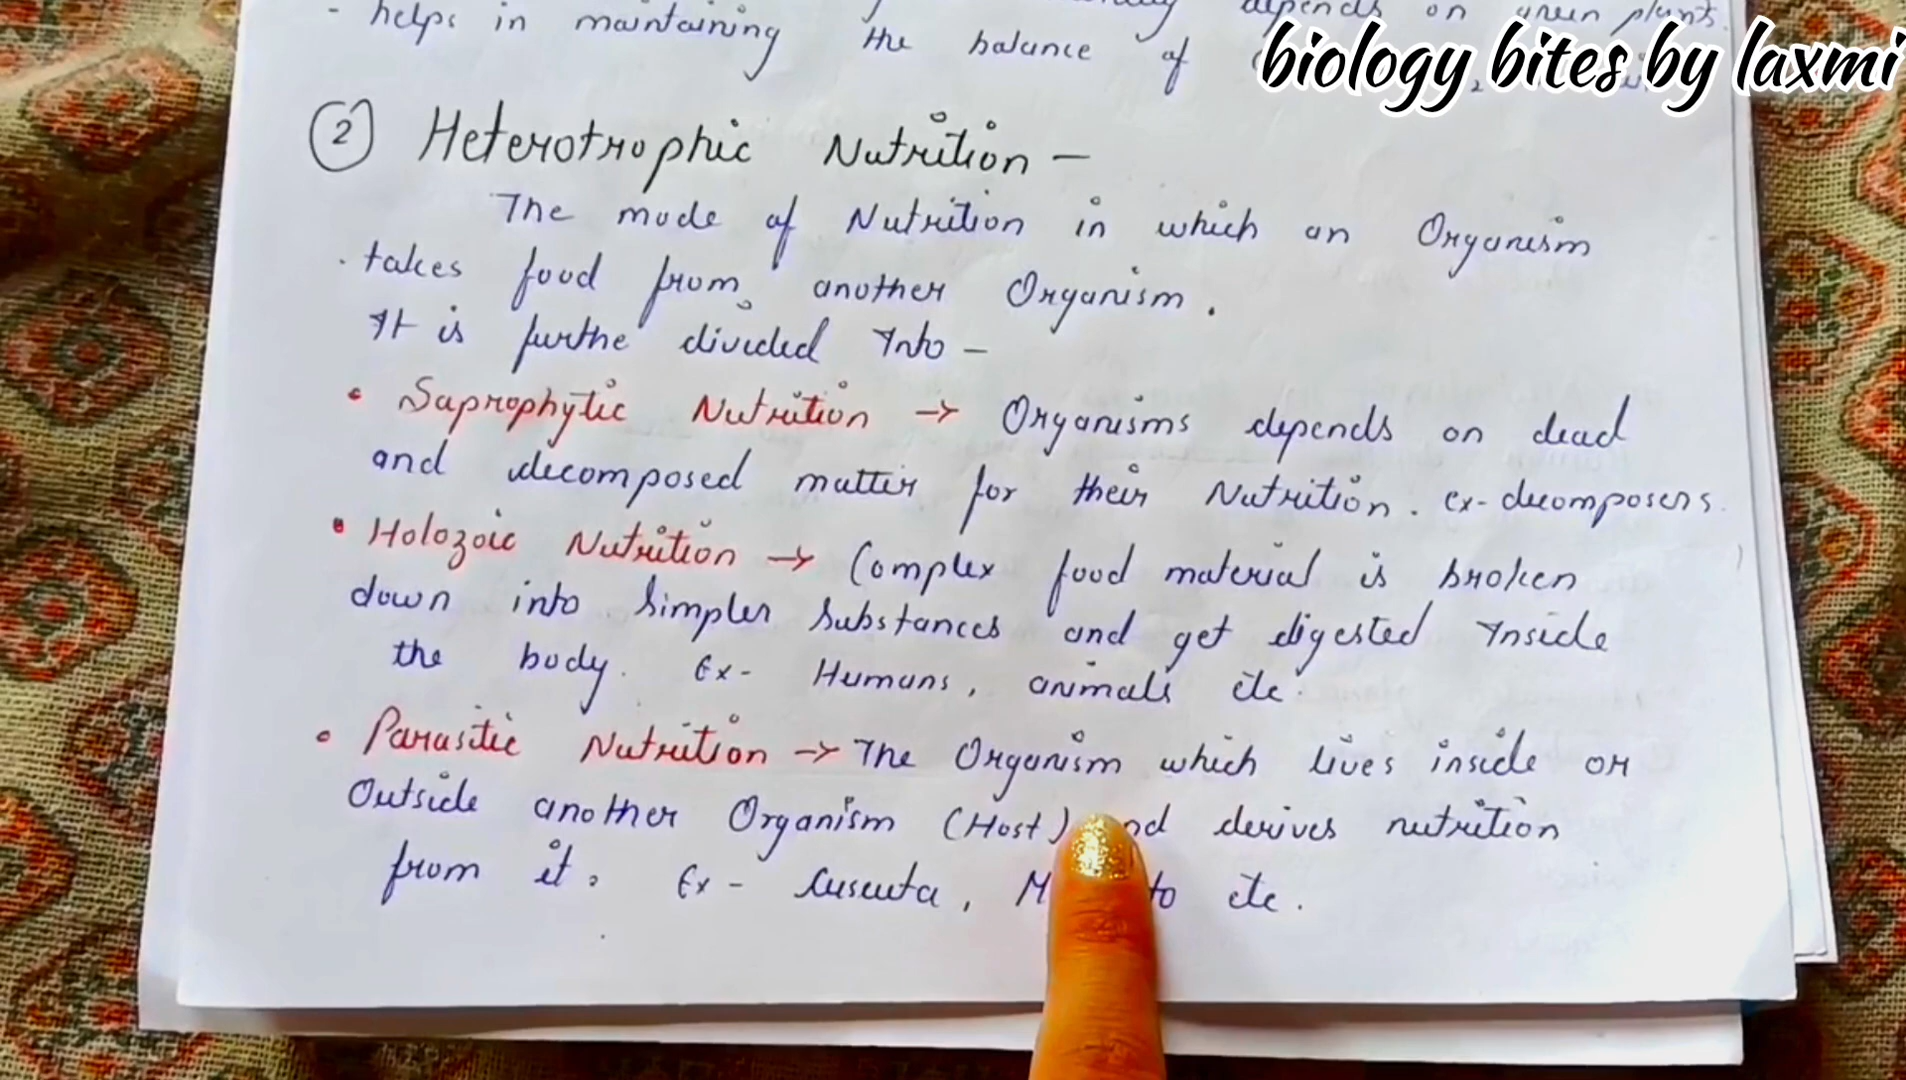 depends on green plants.
- helps in maintaining the balance of
biology bites by laxmi
② Heterotrophic Nutrition -
The mode of Nutrition in which an Organism
takes food from another Organism.
It is furthe divided Into -
• Saprophytic Nutrition → Organisms depends on dead
and decomposed matter for their Nutrition. ex- decomposers.
• Holozoic Nutrition → Complex food material is broken
down into simpler substances and get digested Inside
the body. Ex- Humans, animals etc.
• Parasitic Nutrition → The Organism which lives inside or
Outside another Organism (Host) and derives nutrition
from it. Ex - Cuscuta, etc.